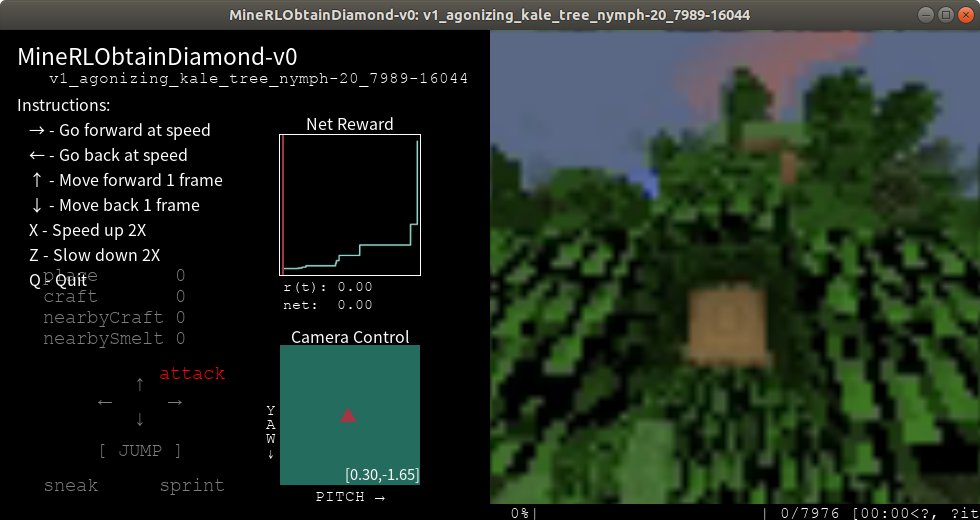 MineRLObtainDiamond-v0: v1_agonizing_kale_tree_nymph-20_7989-16044
MineRLObtainDiamond-v0
v1_agonizing_kale_tree_nymph-20_7989-16044
Instructions:
→ - Go forward at speed
← - Go back at speed
↑ - Move forward 1 frame
↓ - Move back 1 frame
X - Speed up 2X
Z - Slow down 2X
Q - Quit
place 0
craft 0
nearbyCraft 0
nearbySmelt 0
attack
↑
← →
↓
[ JUMP ]
sneak sprint
Net Reward
r(t): 0.00
net: 0.00
Camera Control
YAW↓
[0.30,-1.65]
PITCH →
0%| | 0/7976 [00:00<?, ?it